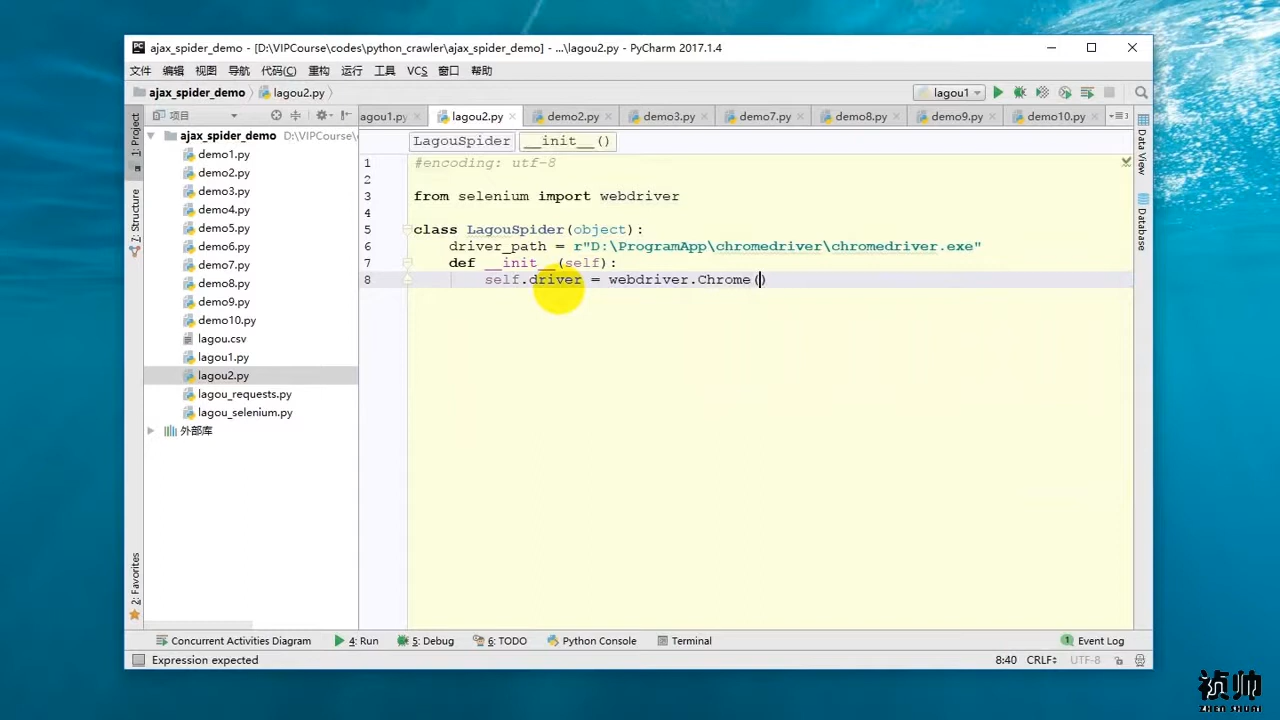 ajax_spider_demo - [D:\VIPCourse\codes\python_crawler\ajax_spider_demo] - ...\lagou2.py - PyCharm 2017.1.4
文件 编辑 视图 导航 代码(C) 重构 运行 工具 VCS 窗口 帮助
ajax_spider_demo lagou2.py lagou1
项目 agou1.py lagou2.py demo2.py demo3.py demo7.py demo8.py demo9.py demo10.py
1: Project
7: Structure
2: Favorites
ajax_spider_demo D:\VIPCourse\
demo1.py
demo2.py
demo3.py
demo4.py
demo5.py
demo6.py
demo7.py
demo8.py
demo9.py
demo10.py
lagou.csv
lagou1.py
lagou2.py
lagou_requests.py
lagou_selenium.py
外部库
LagouSpider __init__()
1 #encoding: utf-8
2
3 from selenium import webdriver
4
5 class LagouSpider(object):
6 driver_path = r"D:\ProgramApp\chromedriver\chromedriver.exe"
7 def __init__(self):
8 self.driver = webdriver.Chrome()
Data View
Database
Concurrent Activities Diagram 4: Run 5: Debug 6: TODO Python Console Terminal 1 Event Log
Expression expected 8:40 CRLF UTF-8
祯帅
ZHEN SHUAI